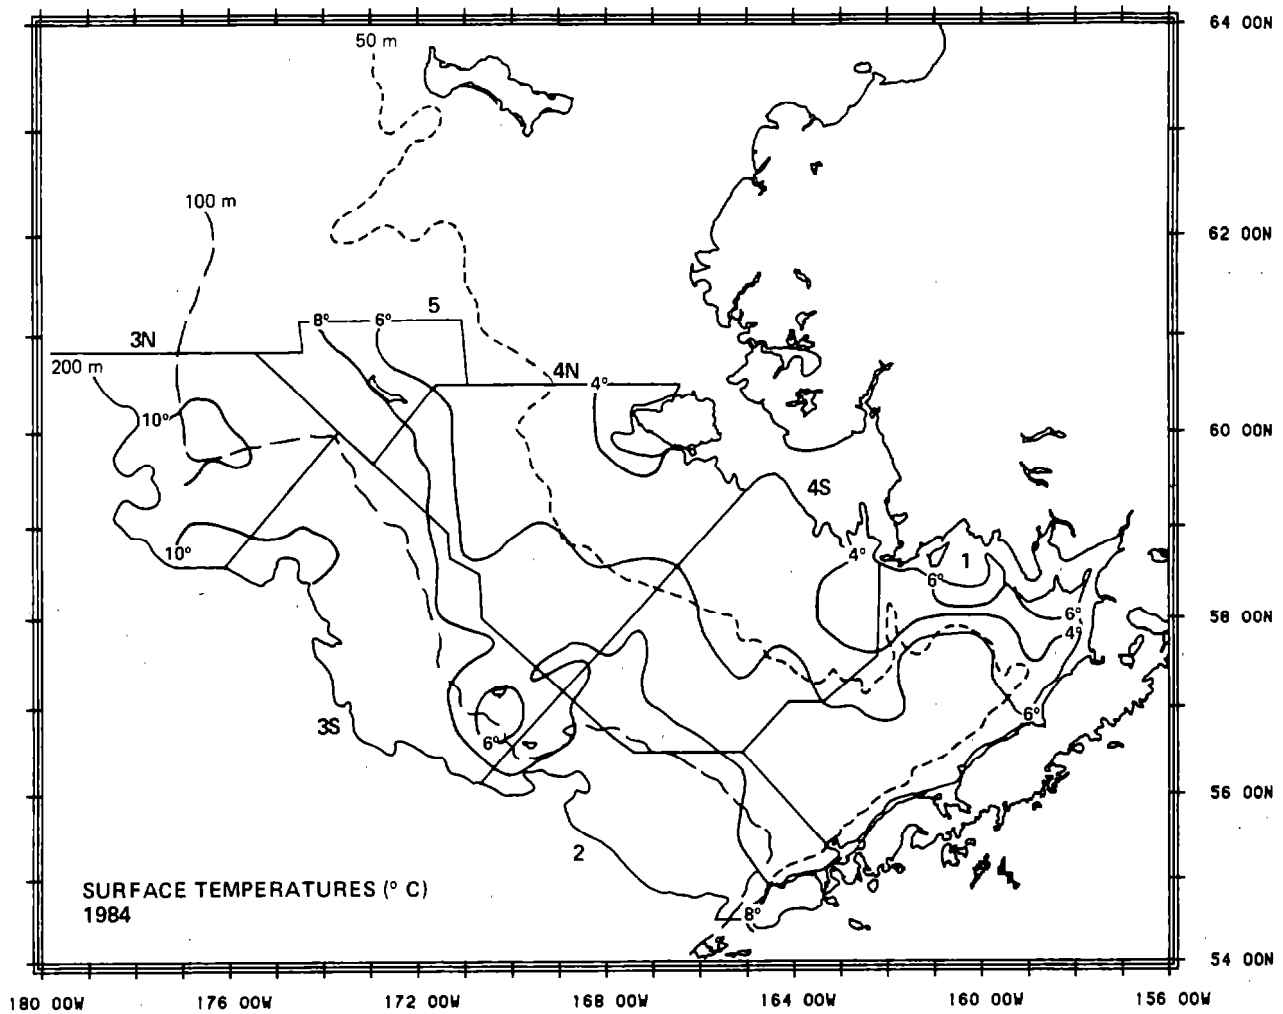 64 00N
50 m
100 m
62 00N
5
8° 6°
3N
200 m
4N
4°
10°
60 00N
4S
10°
4° 1
6°
6°
58 00N
4°
6°
3S
6°
56 00N
2
SURFACE TEMPERATURES (° C)
1984
8°
54 00N
180 00W 176 00W 172 00W 168 00W 164 00W 160 00W 156 00W